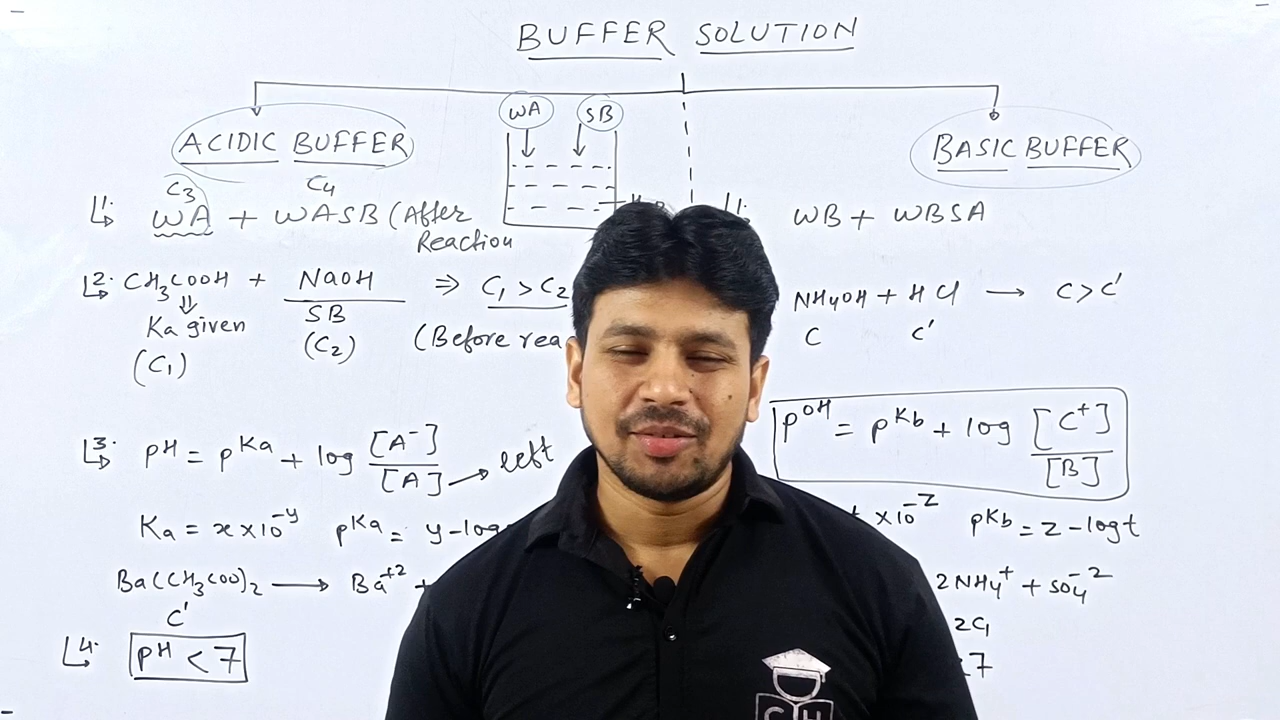 BUFFER SOLUTION
WA SB
ACIDIC BUFFER
BASIC BUFFER
C3 C4
1. WA + WASB (After
Reaction
1. WB + WBSA
2. CH3COOH + NaOH ⇒ C1 > C2
⇓ SB
Ka given
(C1) (C2) (Before rea
NH4OH + HCl → C > C'
C C'
3. pH = pKa + log [A-]/[A] → left
pOH = pKb + log [C+]/[B]
Ka = x×10-y pKa = y-log
t ×10-z pKb = z-logt
Ba(CH3COO)2 → Ba+2 +
C'
2NH4+ + SO4-2
2C1
4. pH < 7
<7
C H